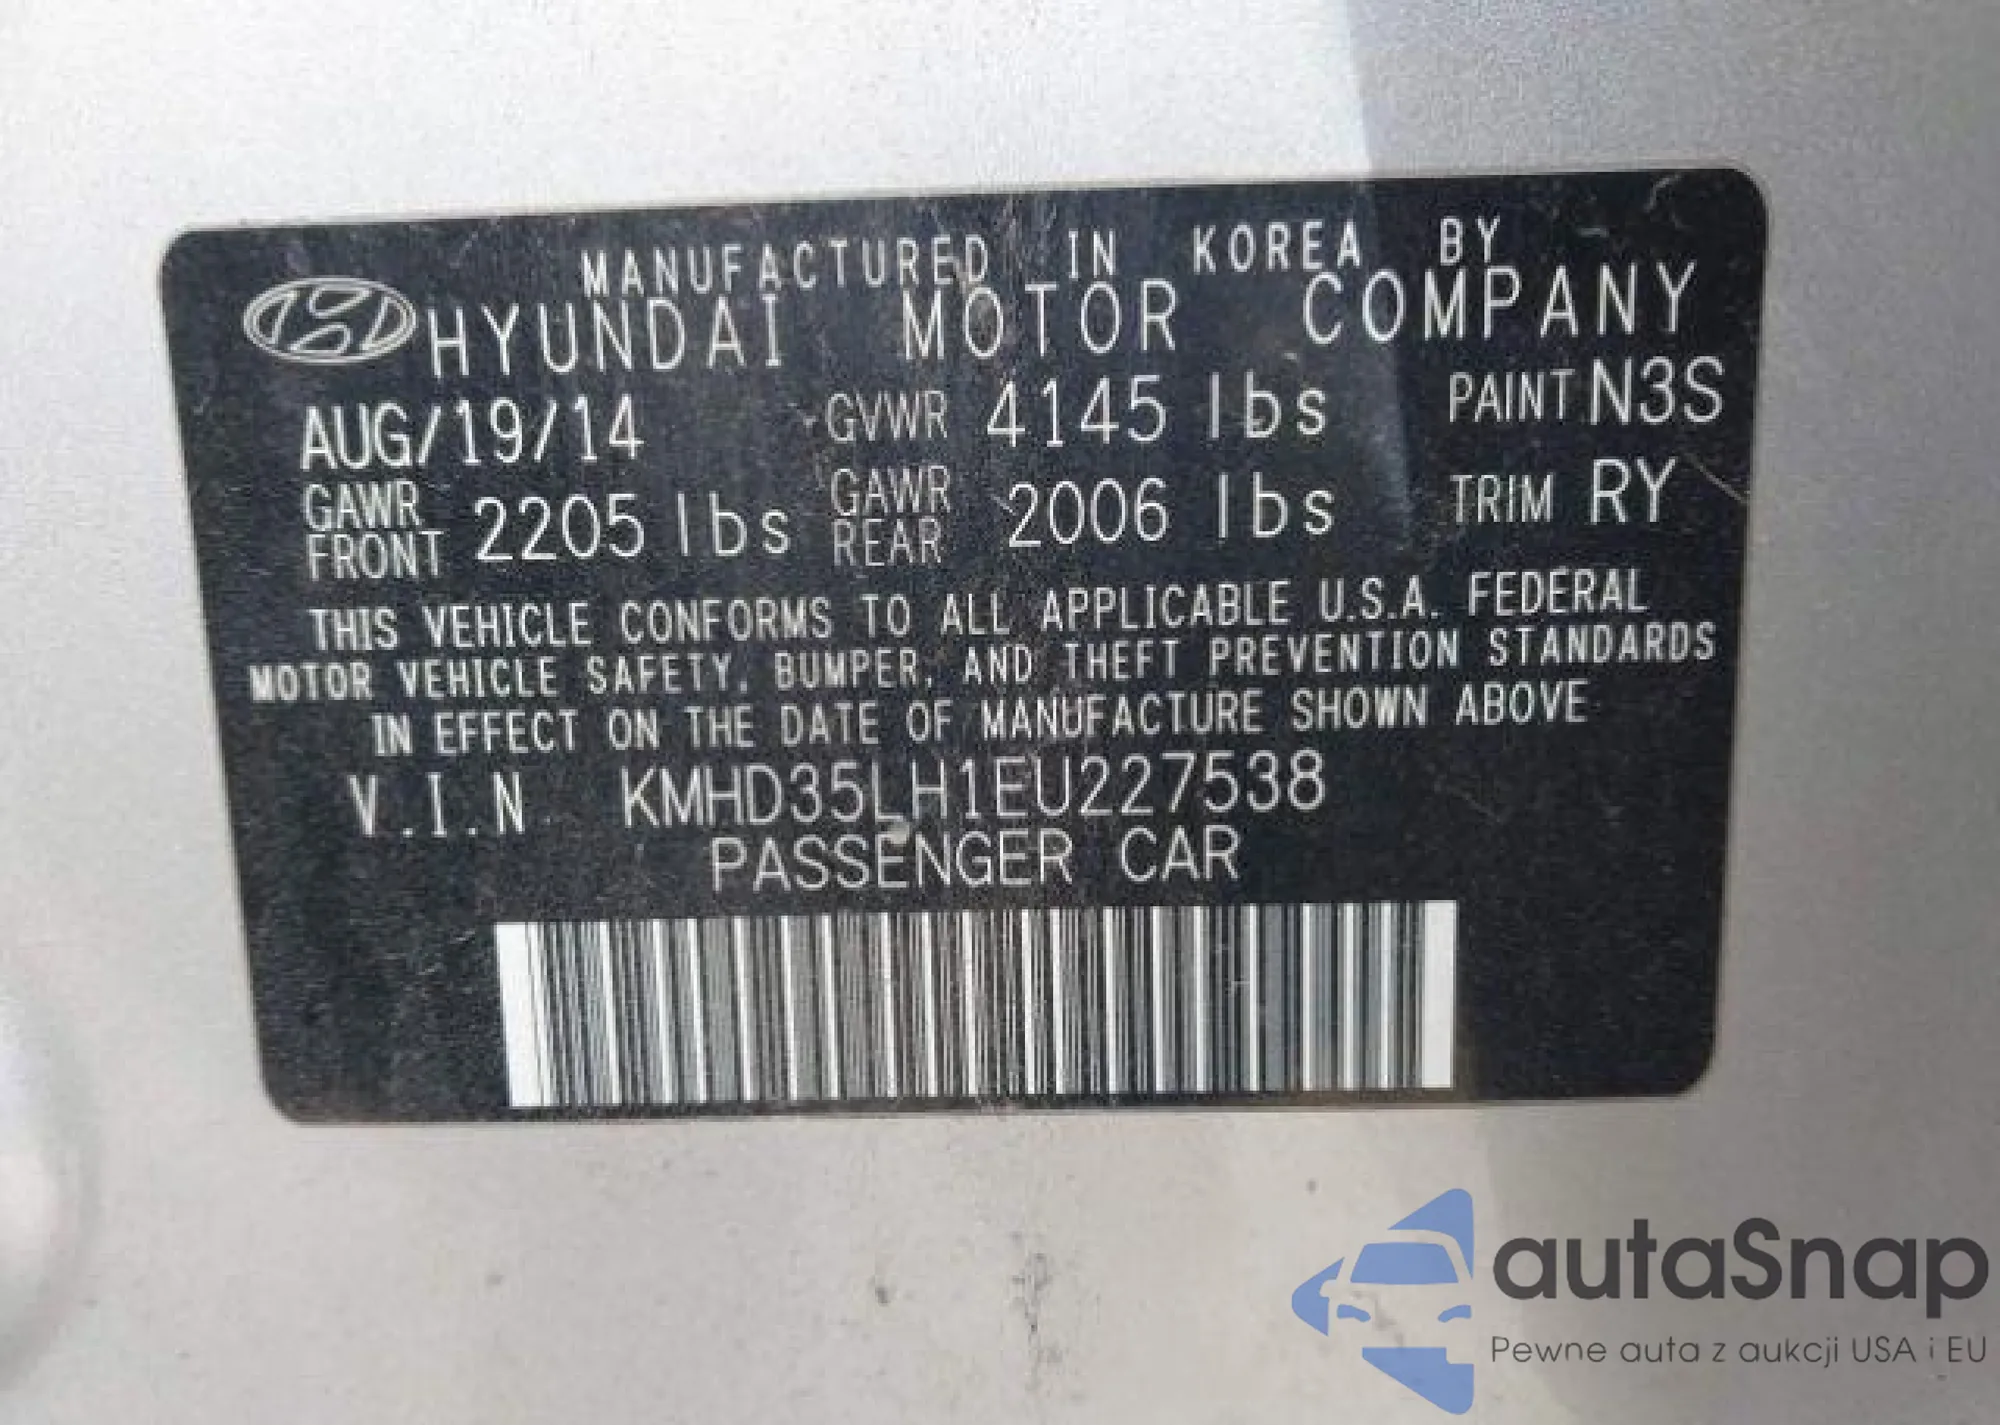 MANUFACTURED IN KOREA BY
HYUNDAI MOTOR COMPANY
AUG/19/14 GVWR 4145 lbs PAINT N3S
GAWR FRONT 2205 lbs GAWR REAR 2006 lbs TRIM RY
THIS VEHICLE CONFORMS TO ALL APPLICABLE U.S.A. FEDERAL
MOTOR VEHICLE SAFETY, BUMPER, AND THEFT PREVENTION STANDARDS
IN EFFECT ON THE DATE OF MANUFACTURE SHOWN ABOVE
V.I.N KMHD35LH1EU227538
PASSENGER CAR
autaSnap
Pewne auta z aukcji USA i EU